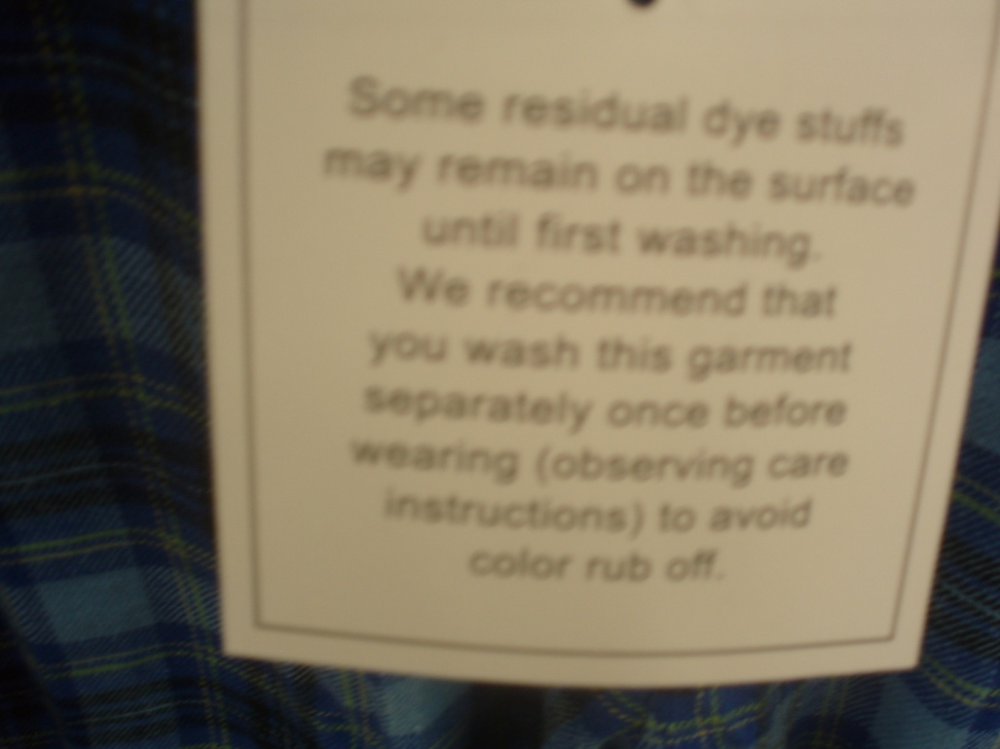 Some residual dye stuffs
may remain on the surface
until first washing.
We recommend that
you wash this garment
separately once before
wearing (observing care
instructions) to avoid
color rub off.